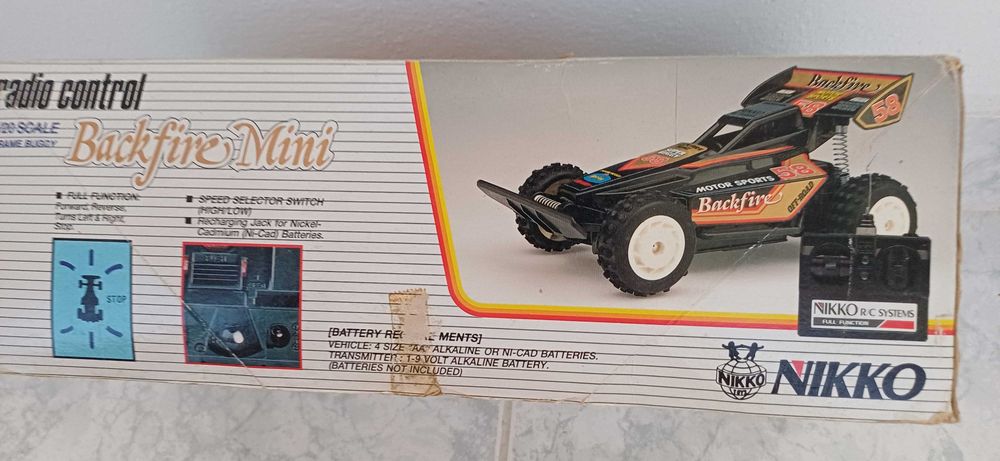 radio control
/20 SCALE
RAME BUGGY
Backfire Mini
■ FULL FUNCTION:
Forward, Reverse,
Turns Left & Right,
Stop.
■ SPEED SELECTOR SWITCH
(HIGH/LOW)
■ Recharging Jack for Nickel-
Cadmium (Ni-Cad) Batteries.
STOP
[BATTERY RE MENTS]
VEHICLE: 4 SIZE "AA" ALKALINE OR NI-CAD BATTERIES.
TRANSMITTER: 1-9 VOLT ALKALINE BATTERY.
(BATTERIES NOT INCLUDED)
Backfire
58
58
MOTOR SPORTS
58
Backfire
OFF-ROAD
NIKKO R/C SYSTEMS
FULL FUNCTION
NIKKO
NIKKO